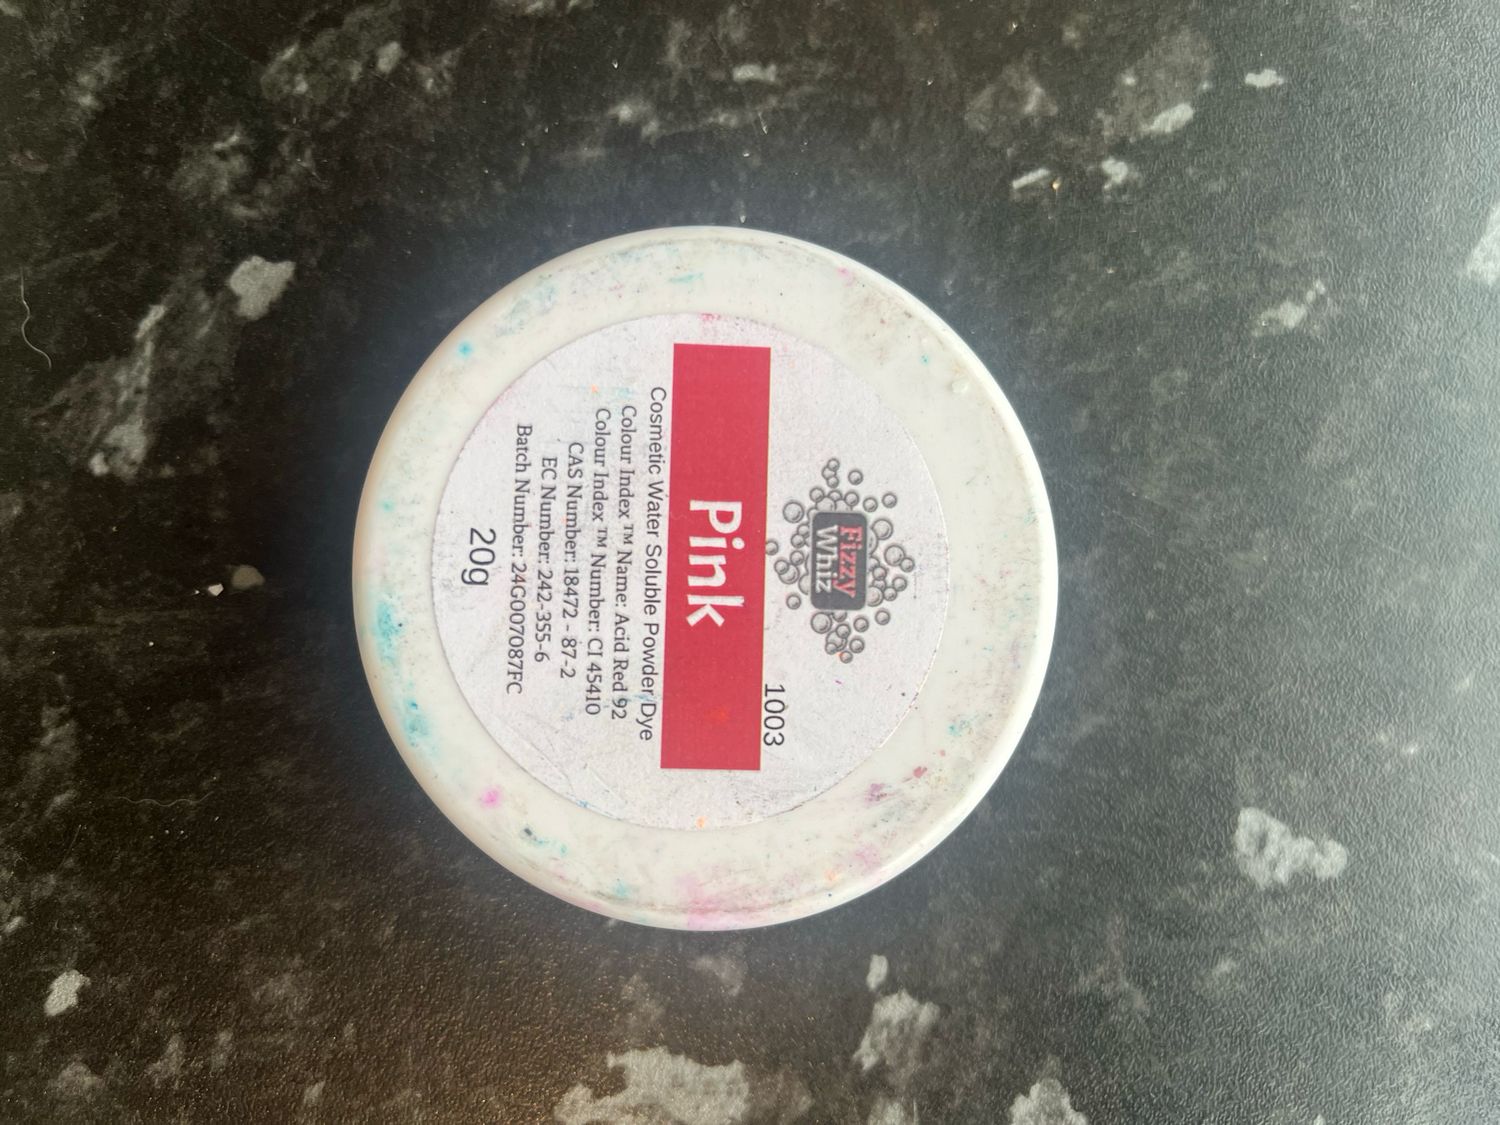 Fizzy
Whiz
1003
Pink
Cosmetic Water Soluble Powder Dye
Colour Index ™ Name: Acid Red 92
Colour Index ™ Number: CI 45410
CAS Number: 18472 - 87-2
EC Number: 242-355-6
Batch Number: 24G007087FC
20g